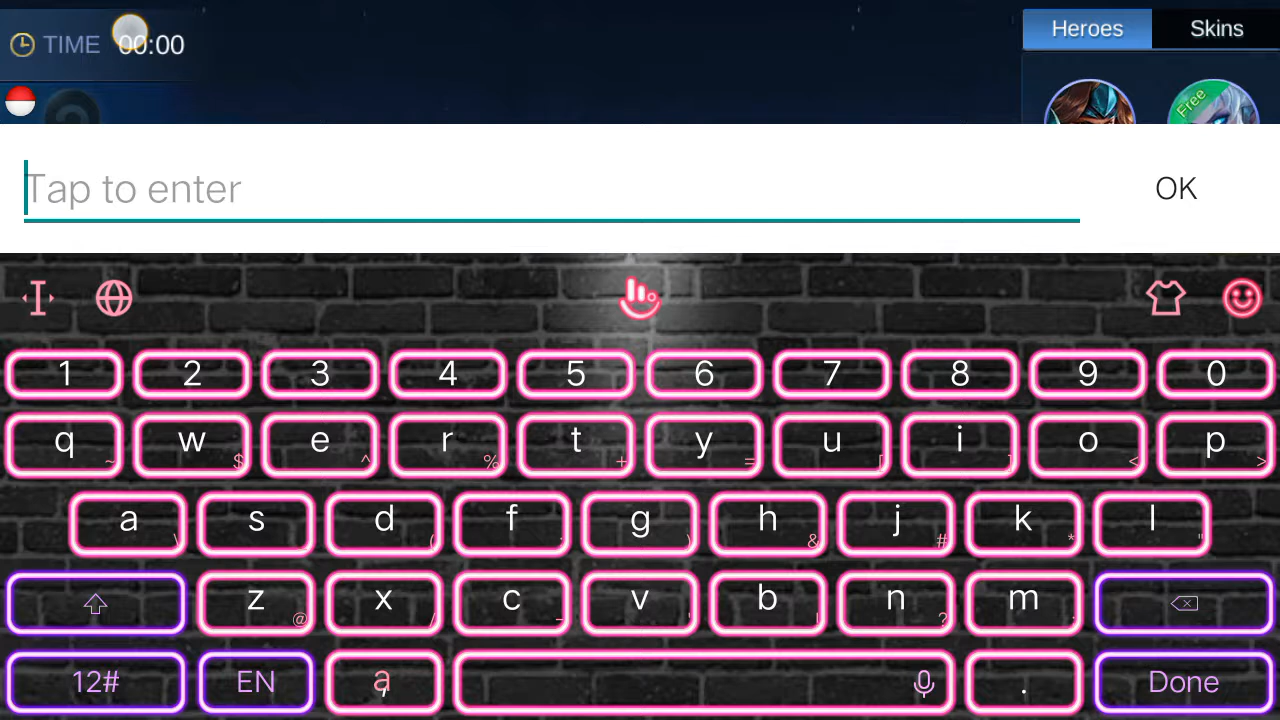 TIME 00:00
Heroes Skins
Free
Tap to enter
OK
1 2 3 4 5 6 7 8 9 0
q ~ w $ e ^ r % t + y = u [ i ] o < p >
a \ s d ( f g ) h & j # k * l "
z @ x / c - v ' b ! n ? m
12# EN a , . Done